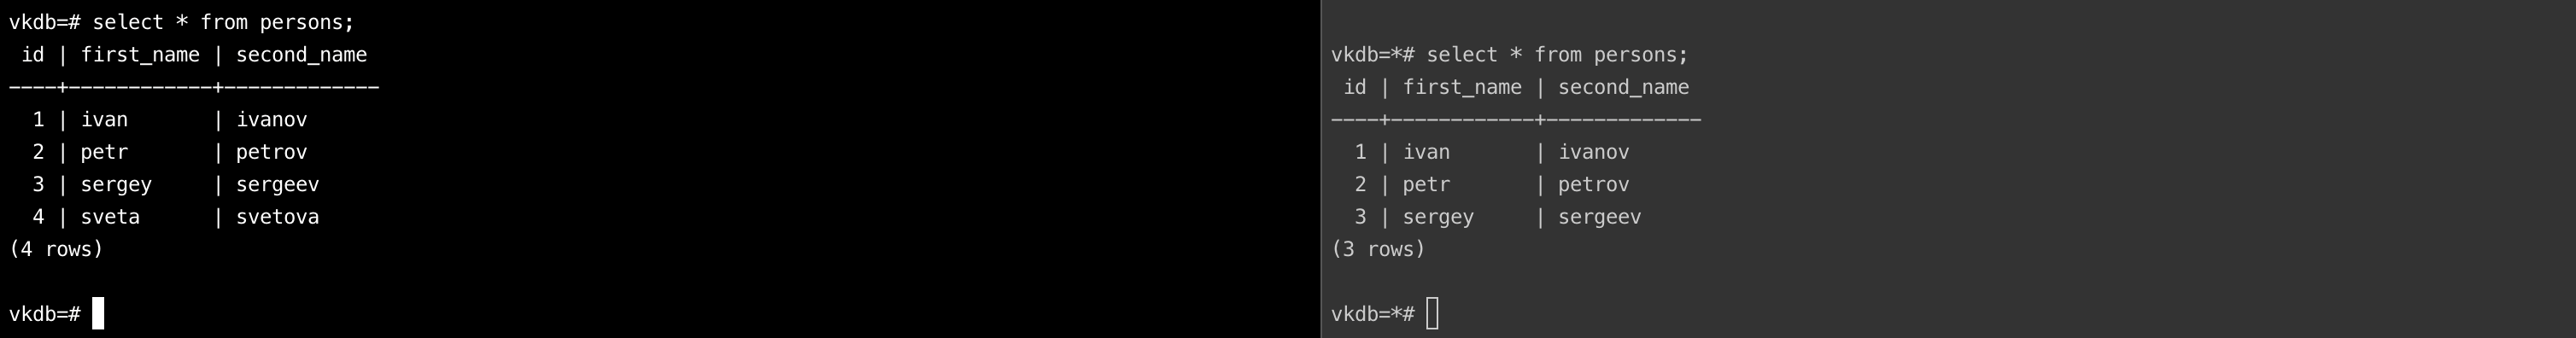 vkdb=# select * from persons;
 id | first_name | second_name
----+------------+-------------
  1 | ivan       | ivanov
  2 | petr       | petrov
  3 | sergey     | sergeev
  4 | sveta      | svetova
(4 rows)
vkdb=#
vkdb=*# select * from persons;
 id | first_name | second_name
----+------------+-------------
  1 | ivan       | ivanov
  2 | petr       | petrov
  3 | sergey     | sergeev
(3 rows)
vkdb=*#